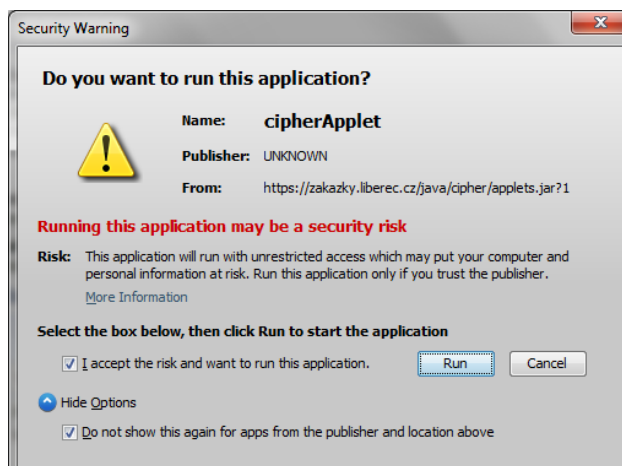 Security Warning
Do you want to run this application?
Name: cipherApplet
Publisher: UNKNOWN
From: https://zakazky.liberec.cz/java/cipher/applets.jar?1
Running this application may be a security risk
Risk: This application will run with unrestricted access which may put your computer and
personal information at risk. Run this application only if you trust the publisher.
More Information
Select the box below, then click Run to start the application
I accept the risk and want to run this application. Run Cancel
Hide Options
Do not show this again for apps from the publisher and location above